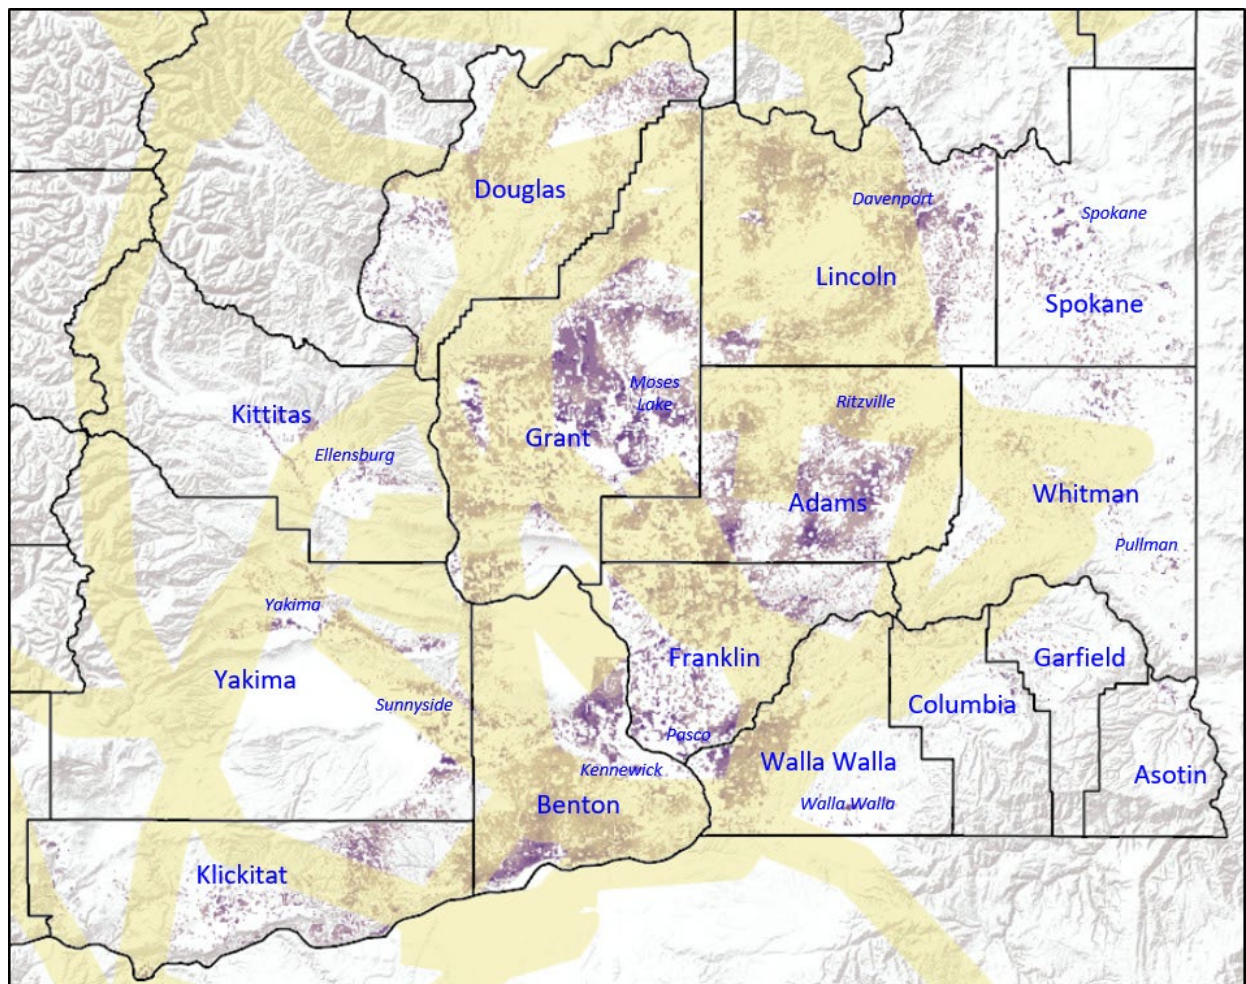 Douglas
Davenport
Spokane
Lincoln
Spokane
Moses
Lake
Ritzville
Kittitas
Grant
Ellensburg
Adams
Whitman
Pullman
Yakima
Franklin
Garfield
Yakima
Sunnyside
Columbia
Pasco
Walla Walla
Kennewick
Asotin
Benton
Walla Walla
Klickitat